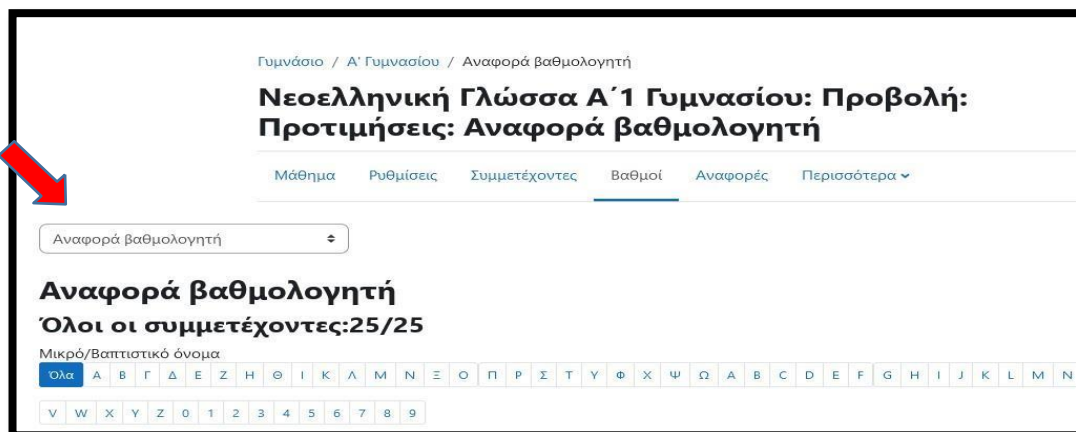 Γυμνάσιο / Α' Γυμνασίου / Αναφορά βαθμολογητή
Νεοελληνική Γλώσσα Α΄1 Γυμνασίου: Προβολή:
Προτιμήσεις: Αναφορά βαθμολογητή
Μάθημα Ρυθμίσεις Συμμετέχοντες Βαθμοί Αναφορές Περισσότερα
Αναφορά βαθμολογητή
Αναφορά βαθμολογητή
Όλοι οι συμμετέχοντες:25/25
Μικρό/Βαπτιστικό όνομα
Όλα Α Β Γ Δ Ε Ζ Η Θ Ι Κ Λ Μ Ν Ξ Ο Π Ρ Σ Τ Υ Φ Χ Ψ Ω A B C D E F G H I J K L M N
V W X Y Z 0 1 2 3 4 5 6 7 8 9